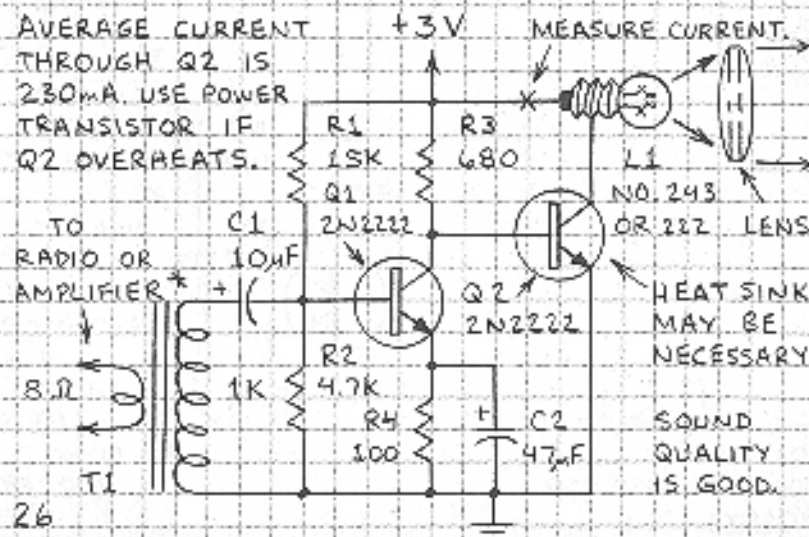 AVERAGE CURRENT
THROUGH Q2 IS
230mA. USE POWER
TRANSISTOR IF
Q2 OVERHEATS.
+3V
MEASURE CURRENT.
R1
15K
R3
680
L1
NO. 243
OR 222
LENS
Q1
2N2222
TO
RADIO OR
AMPLIFIER*
C1
+ 10µF
Q2
2N2222
HEAT SINK
MAY BE
NECESSARY
8Ω
1K
R2
4.7K
R4
100
+
C2
47µF
SOUND
QUALITY
IS GOOD.
T1
26